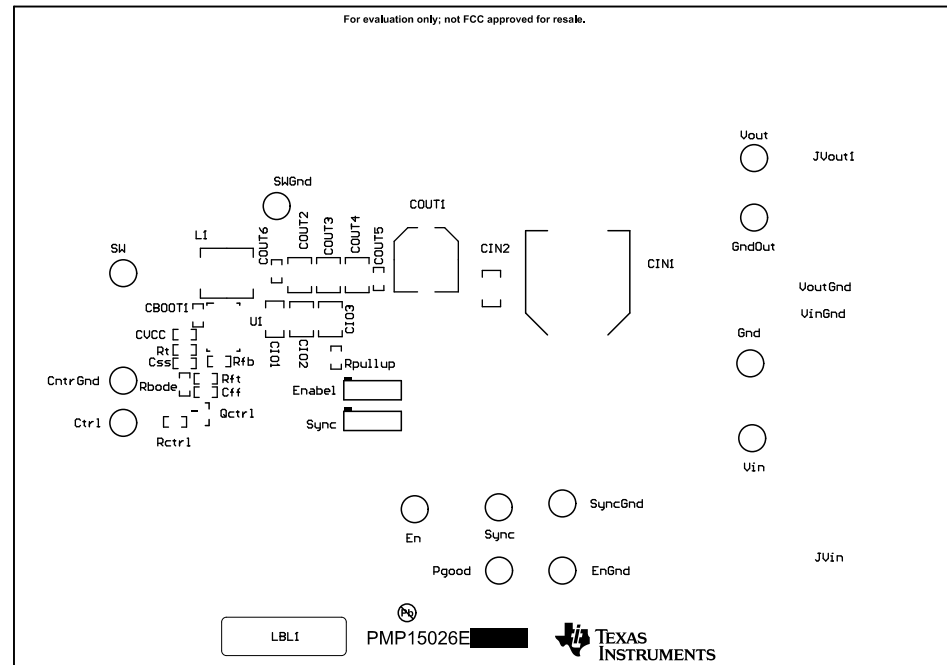 For evaluation only; not FCC approved for resale.
Vout
JVout1
SWGnd
COUT1
GndOut
L1
COUT6
COUT2
COUT3
COUT4
COUT5
SW
CIN2
CIN1
VoutGnd
VinGnd
CBOOT1
U1
CIO3
CVCC
Rt
Css
Rfb
CIO1
CIO2
Rpullup
Gnd
CntrGnd
Rbode
Rft
Cff
Enabel
Ctrl
Qctrl
Rctrl
Sync
Vin
SyncGnd
En
Sync
JVin
Pgood
EnGnd
Pb
LBL1
PMP15026E
TEXAS
INSTRUMENTS